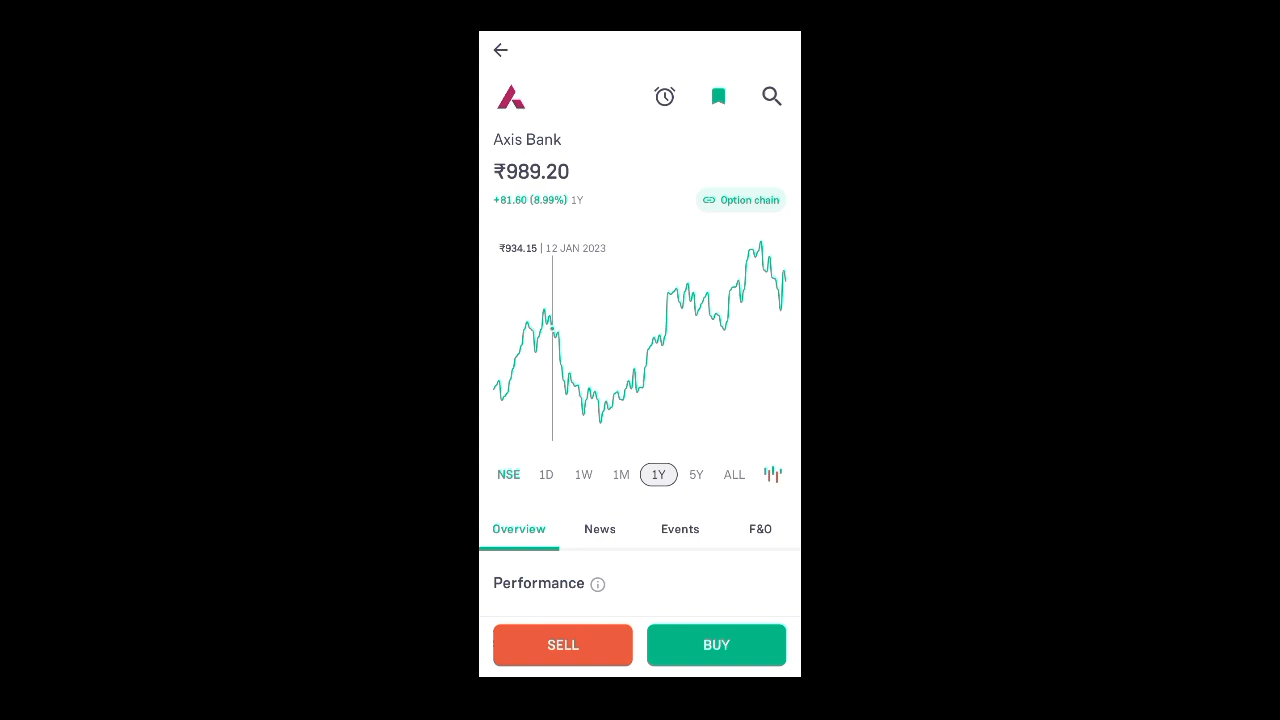 Axis Bank
₹989.20
+81.60 (8.99%) 1Y
Option chain
₹934.15 | 12 JAN 2023
NSE 1D 1W 1M 1Y 5Y ALL
Overview News Events F&O
Performance
SELL BUY